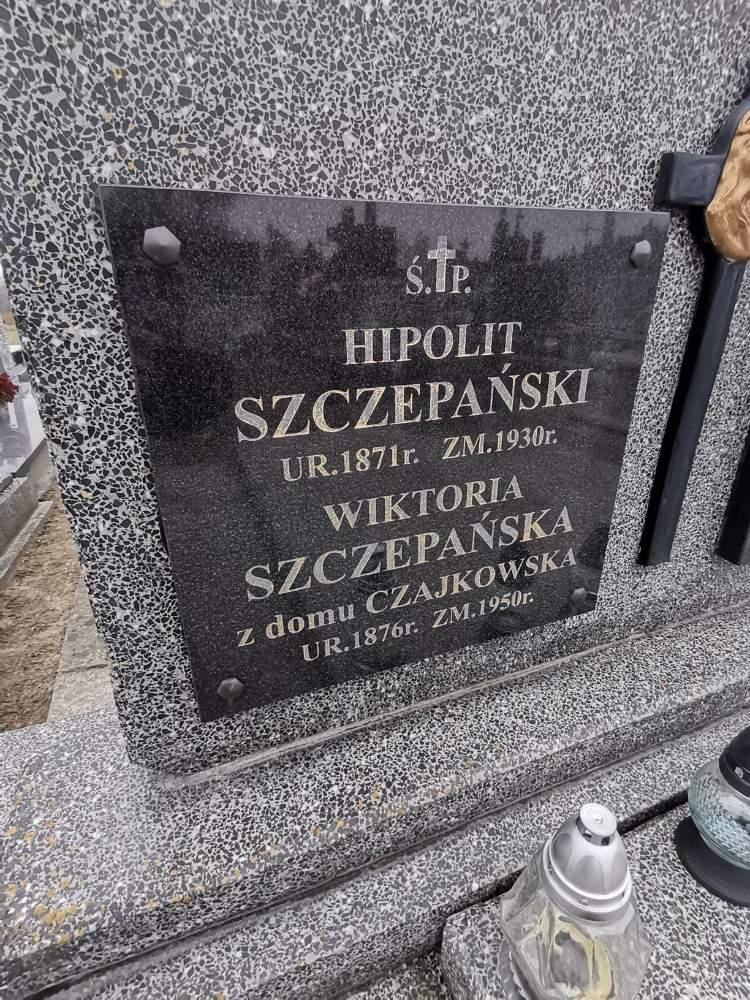 Ś.P.
HIPOLIT
SZCZEPAŃSKI
UR.1871r. ZM.1930r.
WIKTORIA
SZCZEPAŃSKA
z domu CZAJKOWSKA
UR.1876r. ZM.1950r.